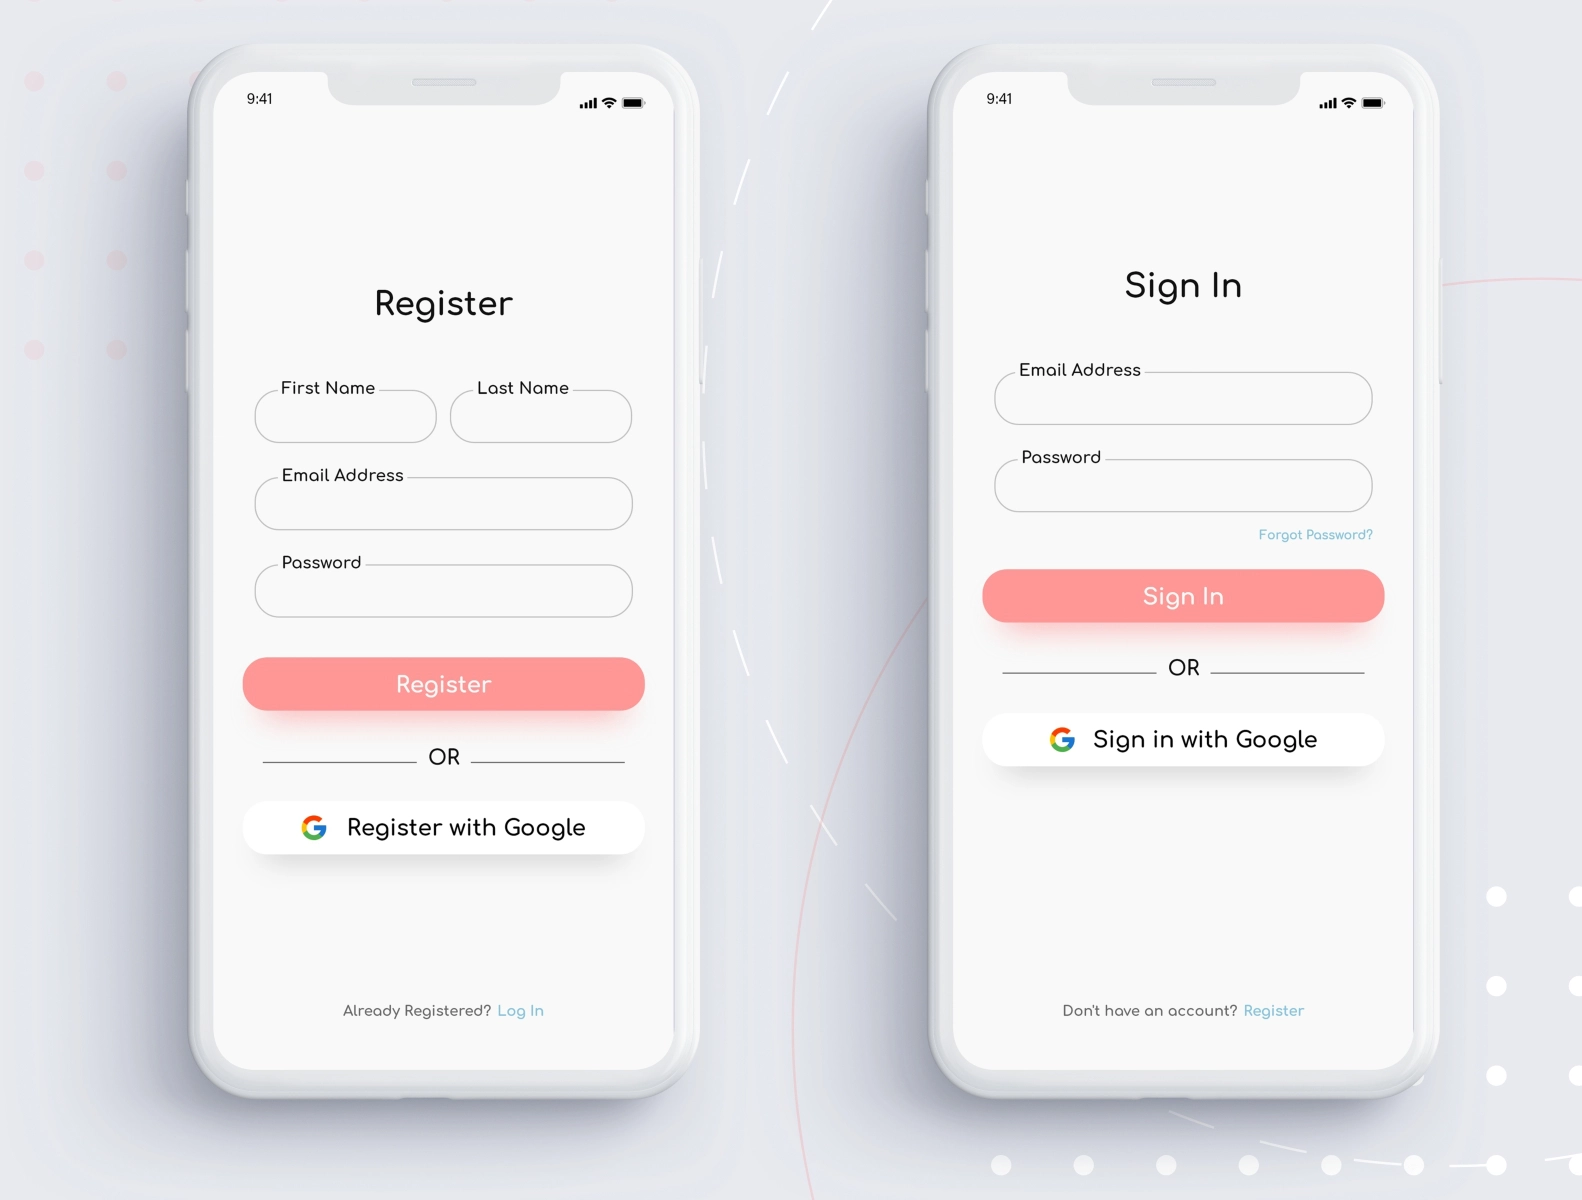 9:41
Register
First Name
Last Name
Email Address
Password
Register
OR
Register with Google
Already Registered? Log In
9:41
Sign In
Email Address
Password
Forgot Password?
Sign In
OR
Sign in with Google
Don't have an account? Register